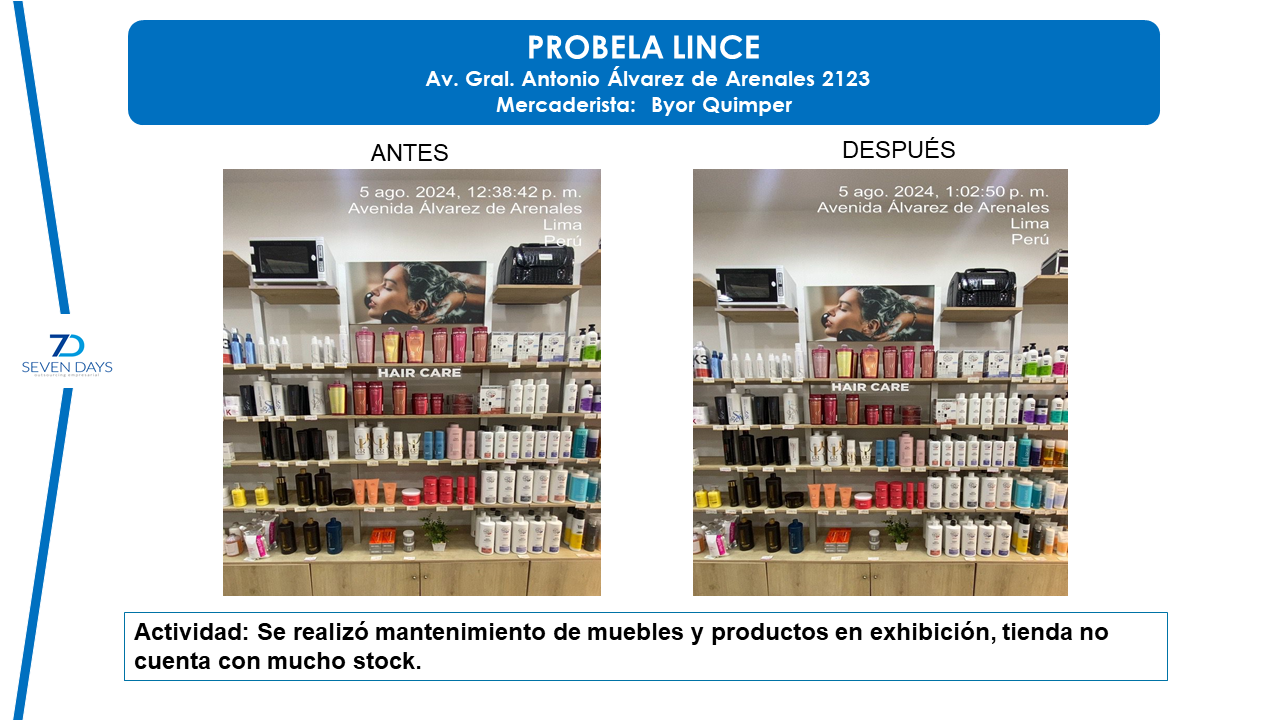 PROBELA LINCE
Av. Gral. Antonio Álvarez de Arenales 2123
Mercaderista: Byor Quimper
ANTES
DESPUÉS
5 ago. 2024, 12:38:42 p. m.
Avenida Álvarez de Arenales
Lima
Perú
HAIR CARE
5 ago. 2024, 1:02:50 p. m.
Avenida Álvarez de Arenales
Lima
Perú
HAIR CARE
7D
SEVEN DAYS
outsourcing empresarial
Actividad: Se realizó mantenimiento de muebles y productos en exhibición, tienda no
cuenta con mucho stock.